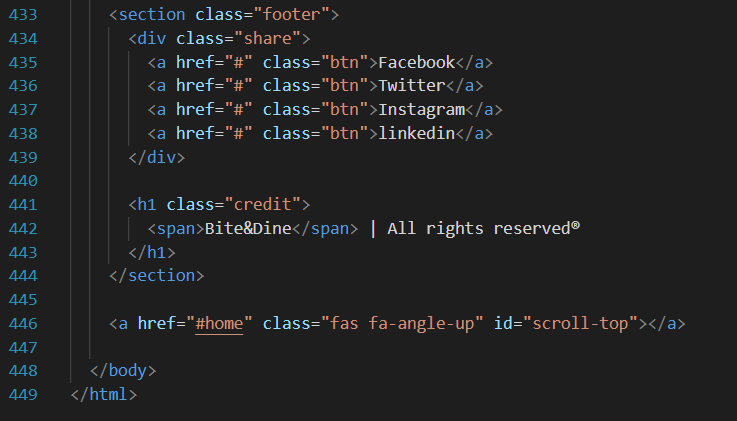 433 <section class="footer">
434 <div class="share">
435 <a href="#" class="btn">Facebook</a>
436 <a href="#" class="btn">Twitter</a>
437 <a href="#" class="btn">Instagram</a>
438 <a href="#" class="btn">linkedin</a>
439 </div>
440
441 <h1 class="credit">
442 <span>Bite&Dine</span> | All rights reserved®
443 </h1>
444 </section>
445
446 <a href="#home" class="fas fa-angle-up" id="scroll-top"></a>
447
448 </body>
449 </html>